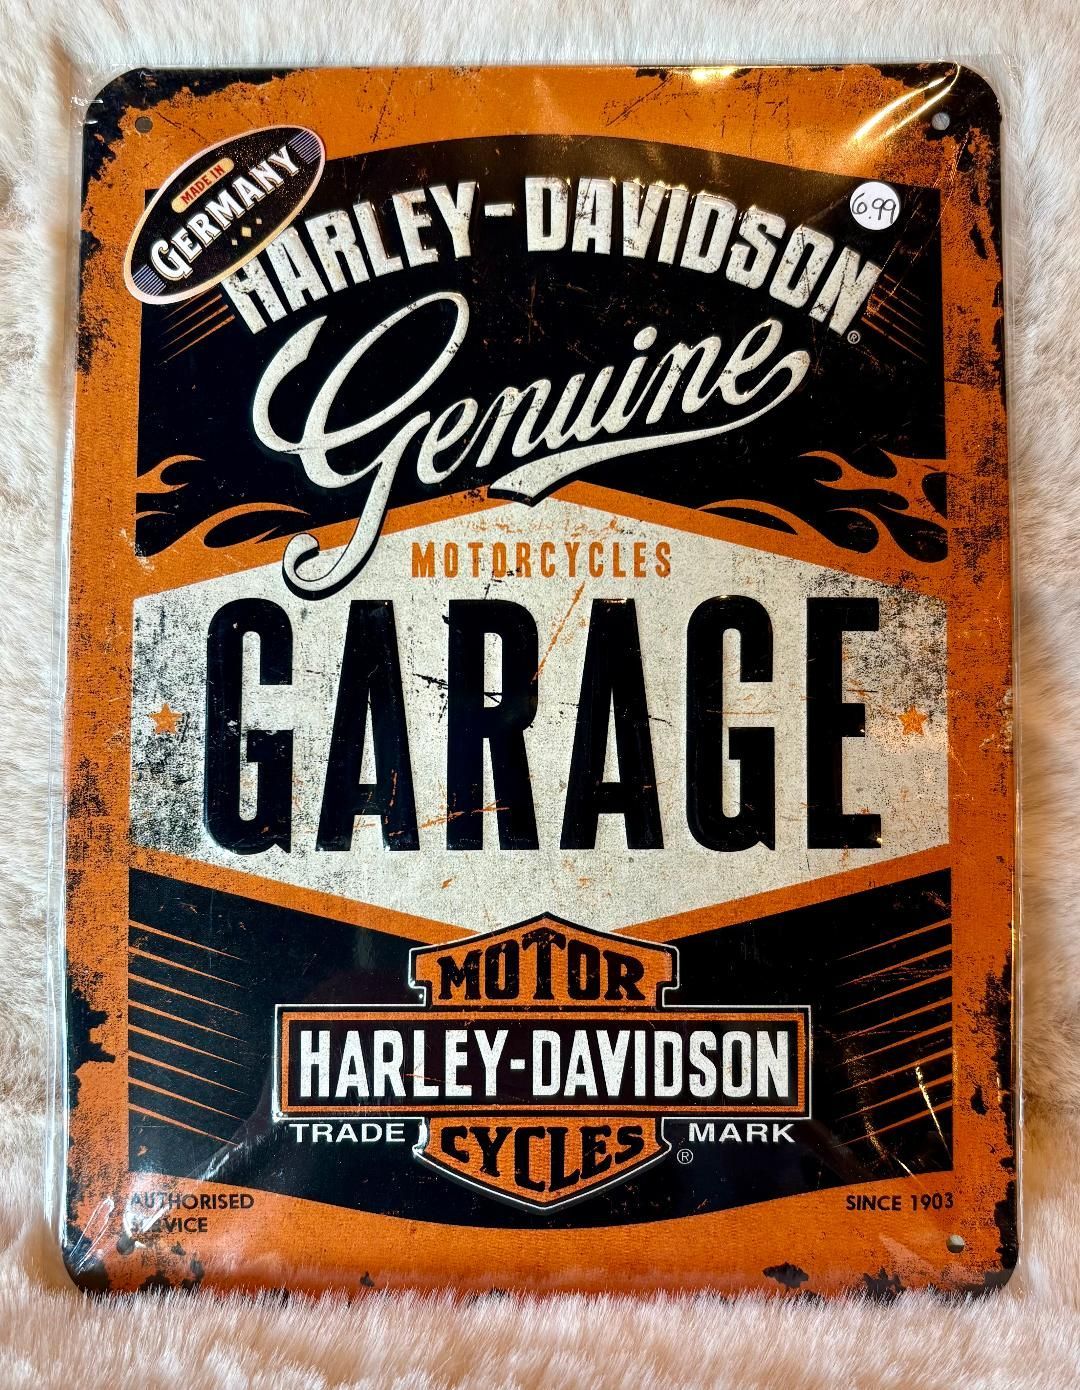 MADE IN
GERMANY
6.99
HARLEY-DAVIDSON®
Genuine
MOTORCYCLES
GARAGE
MOTOR
HARLEY-DAVIDSON
TRADE MARK
CYCLES
®
AUTHORISED
SERVICE
SINCE 1903